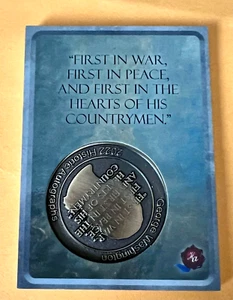 "FIRST IN WAR,
FIRST IN PEACE,
AND FIRST IN THE
HEARTS OF HIS
COUNTRYMEN."
2022 Historic Autographs
George Washington
COUNTRYMEN